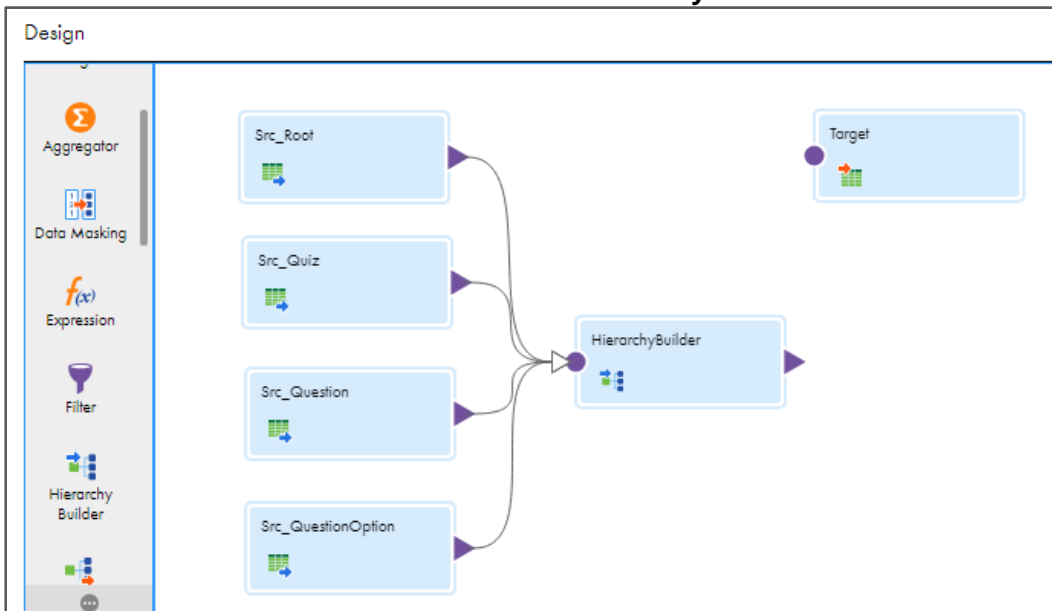 Design
Aggregator
Data Masking
Expression
Filter
Hierarchy
Builder
Src_Root
Src_Quiz
Src_Question
Src_QuestionOption
HierarchyBuilder
Target